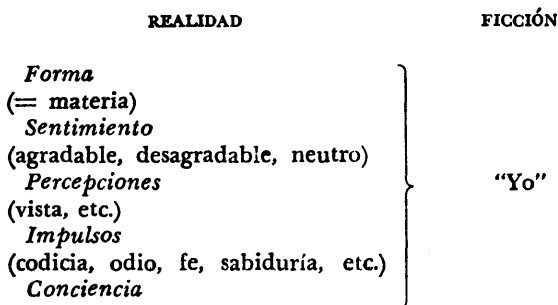 REALIDAD FICCIÓN
Forma
(= materia)
Sentimiento
(agradable, desagradable, neutro)
Percepciones "Yo"
(vista, etc.)
Impulsos
(codicia, odio, fe, sabiduría, etc.)
Conciencia